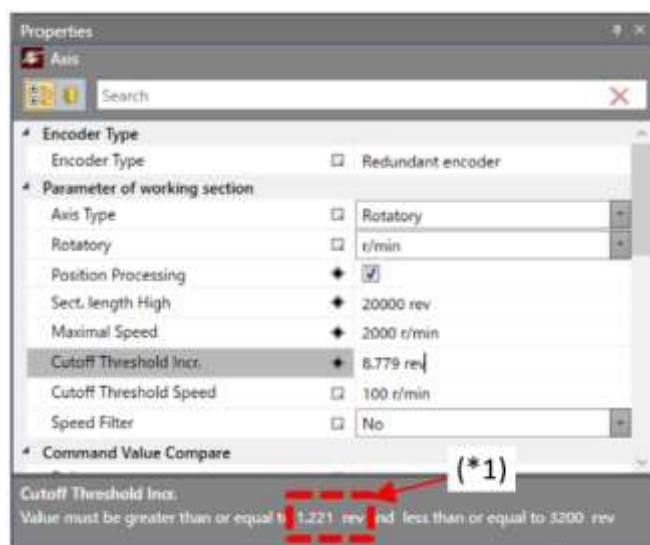 Properties
Axis
Search
Encoder Type
Encoder Type Redundant encoder
Parameter of working section
Axis Type Rotatory
Rotatory r/min
Position Processing
Sect. length High 20000 rev
Maximal Speed 2000 r/min
Cutoff Threshold Incr. 8.779 rev
Cutoff Threshold Speed 100 r/min
Speed Filter No
Command Value Compare
(*1)
Cutoff Threshold Incr.
Value must be greater than or equal to 1.221 rev and less than or equal to 3200 rev